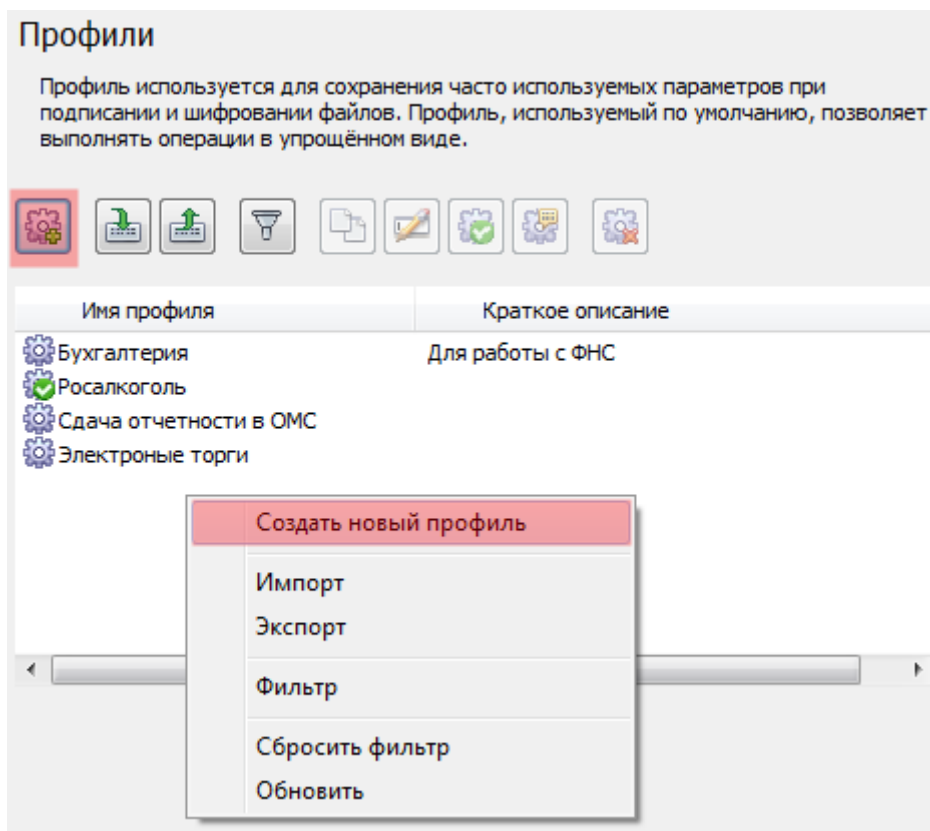 Профили
Профиль используется для сохранения часто используемых параметров при
подписании и шифровании файлов. Профиль, используемый по умолчанию, позволяет
выполнять операции в упрощённом виде.
Имя профиля Краткое описание
Бухгалтерия Для работы с ФНС
Росалкоголь
Сдача отчетности в ОМС
Электроные торги
Создать новый профиль
Импорт
Экспорт
Фильтр
Сбросить фильтр
Обновить